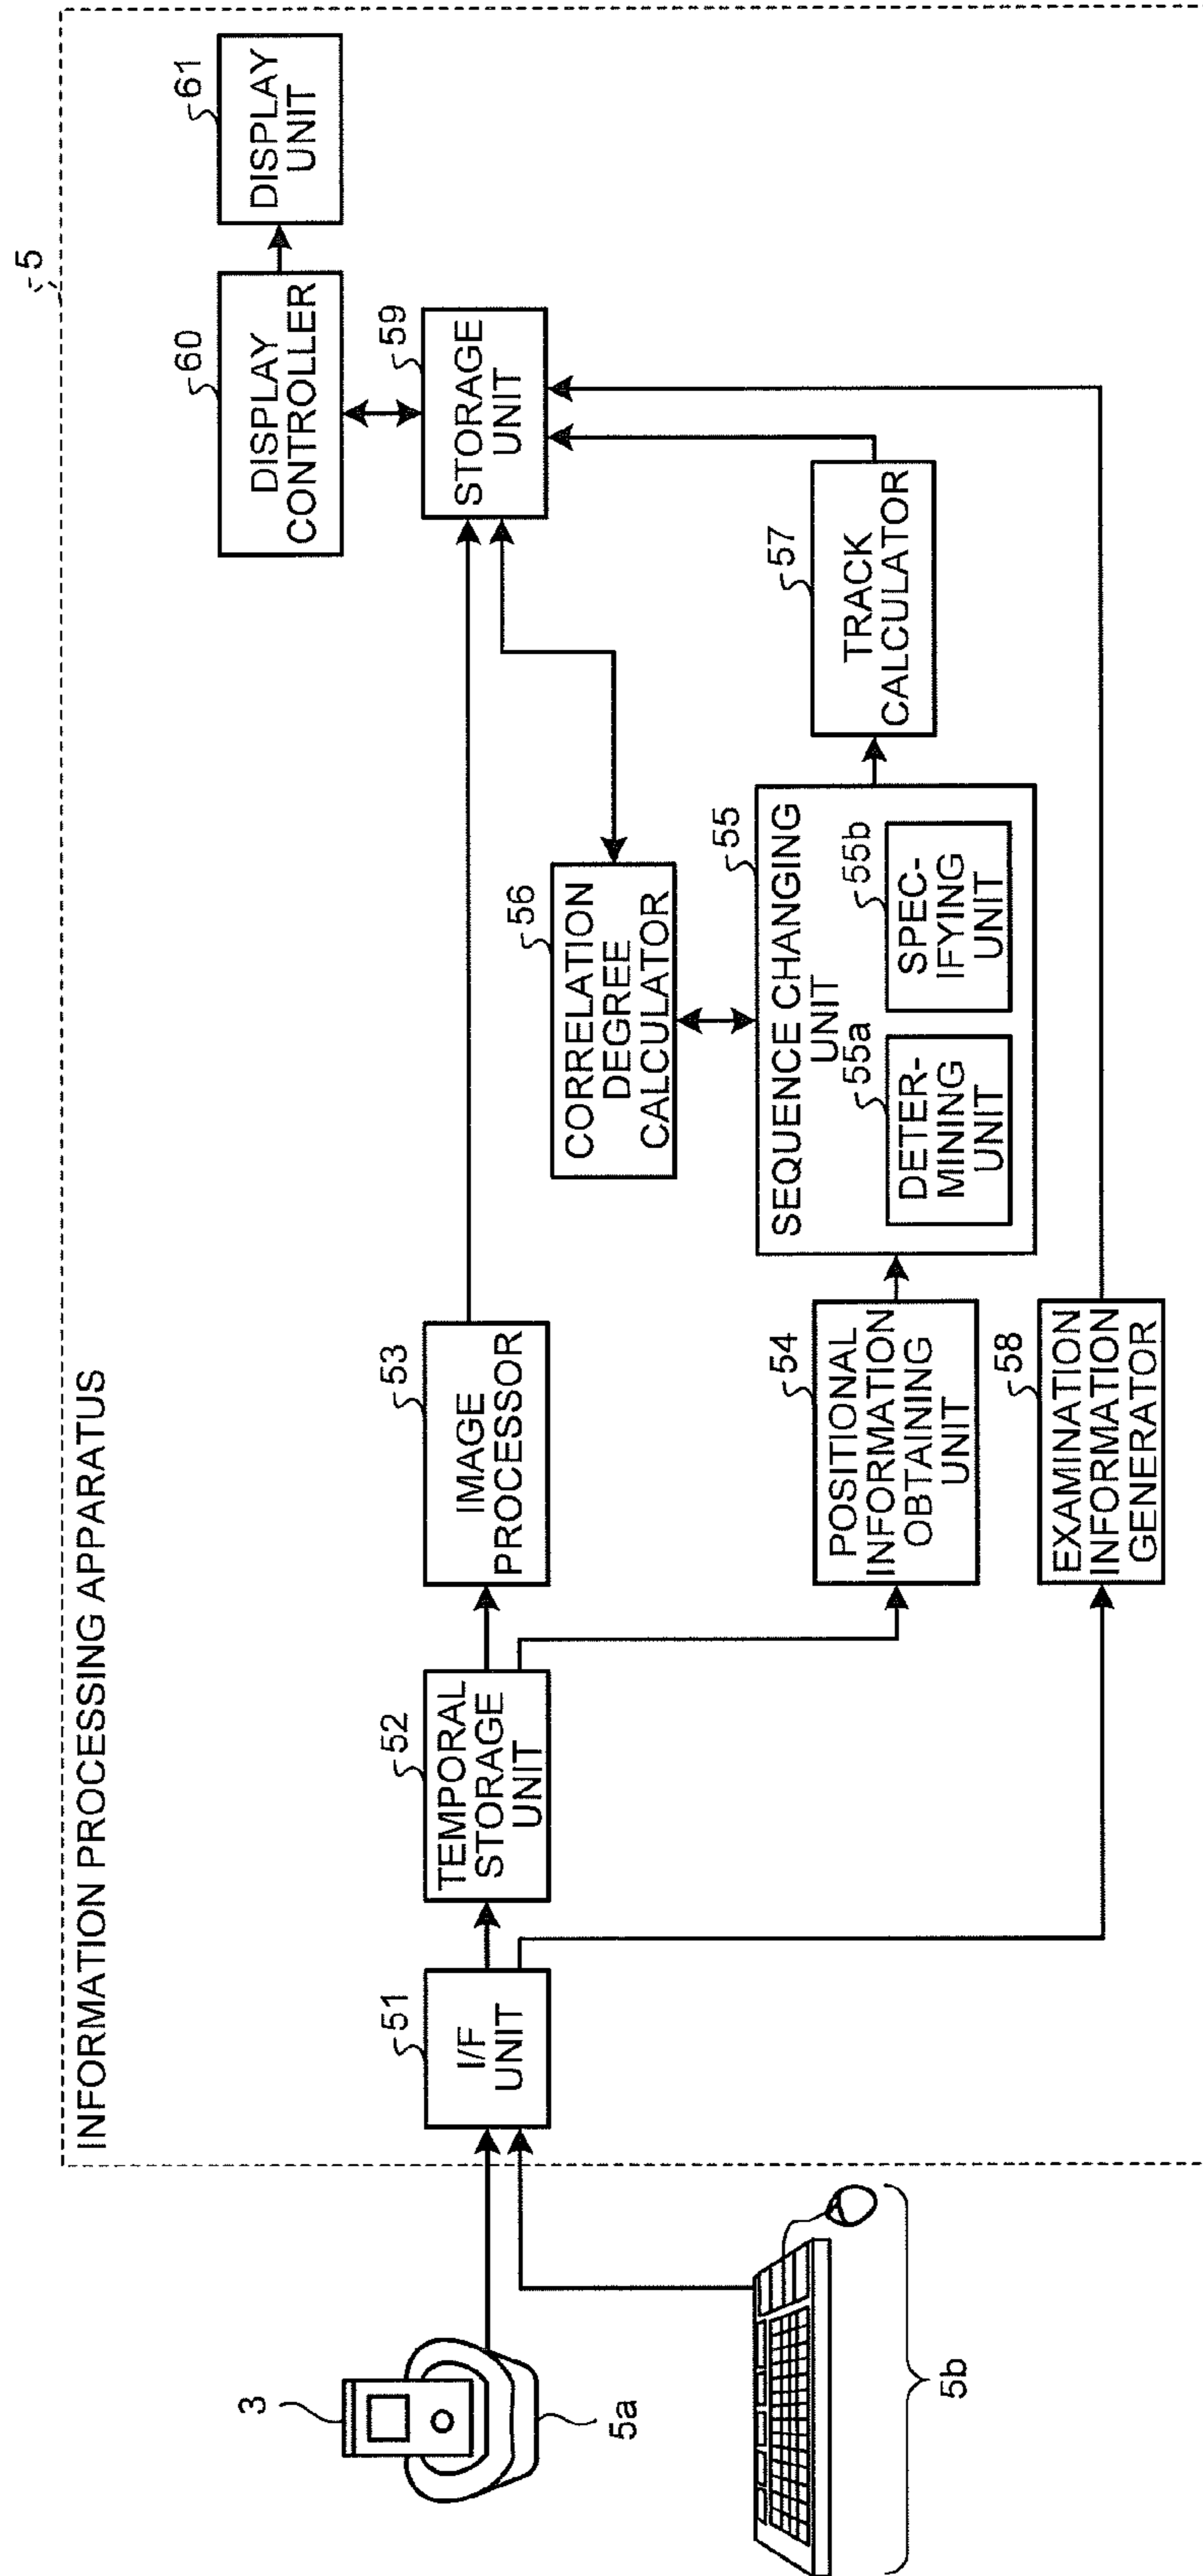 5
INFORMATION PROCESSING APPARATUS
3
5a
5b
51
I/F
UNIT
52
TEMPORAL
STORAGE
UNIT
53
IMAGE
PROCESSOR
54
POSITIONAL
INFORMATION
OBTAINING
UNIT
58
EXAMINATION
INFORMATION
GENERATOR
56
CORRELATION
DEGREE
CALCULATOR
55
SEQUENCE CHANGING
UNIT
55a
DETER-
MINING
UNIT
55b
SPEC-
IFYING
UNIT
57
TRACK
CALCULATOR
59
STORAGE
UNIT
60
DISPLAY
CONTROLLER
61
DISPLAY
UNIT